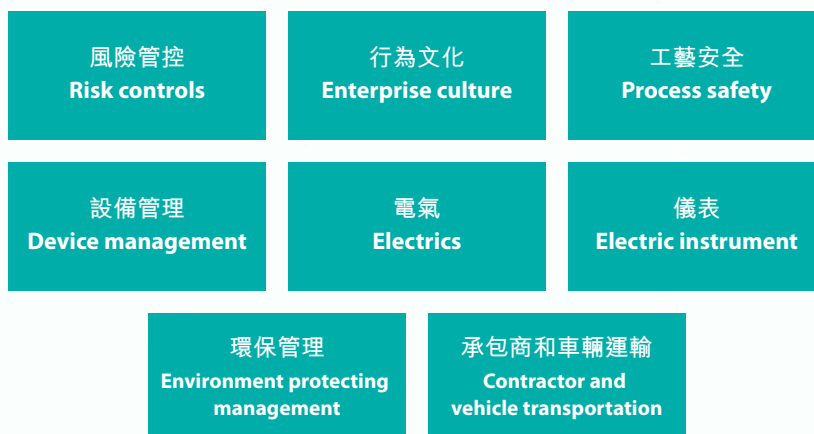 風險管控
Risk controls
行為文化
Enterprise culture
工藝安全
Process safety
設備管理
Device management
電氣
Electrics
儀表
Electric instrument
環保管理
Environment protecting
management
承包商和車輛運輸
Contractor and
vehicle transportation